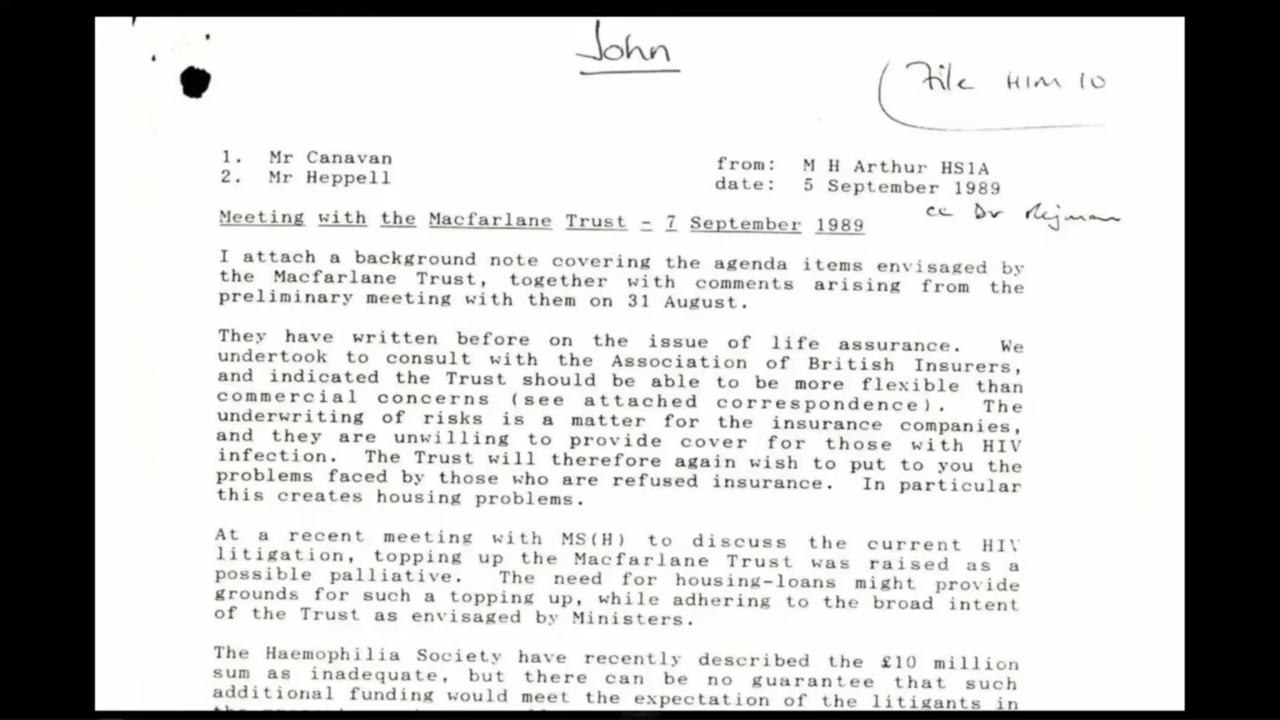 John
File HIM 10
1. Mr Canavan
2. Mr Heppell
from: M H Arthur HS1A
date: 5 September 1989
cc Dr Rejman
Meeting with the Macfarlane Trust - 7 September 1989
I attach a background note covering the agenda items envisaged by
the Macfarlane Trust, together with comments arising from the
preliminary meeting with them on 31 August.
They have written before on the issue of life assurance. We
undertook to consult with the Association of British Insurers,
and indicated the Trust should be able to be more flexible than
commercial concerns (see attached correspondence). The
underwriting of risks is a matter for the insurance companies,
and they are unwilling to provide cover for those with HIV
infection. The Trust will therefore again wish to put to you the
problems faced by those who are refused insurance. In particular
this creates housing problems.
At a recent meeting with MS(H) to discuss the current HIV
litigation, topping up the Macfarlane Trust was raised as a
possible palliative. The need for housing-loans might provide
grounds for such a topping up, while adhering to the broad intent
of the Trust as envisaged by Ministers.
The Haemophilia Society have recently described the £10 million
sum as inadequate, but there can be no guarantee that such
additional funding would meet the expectation of the litigants in